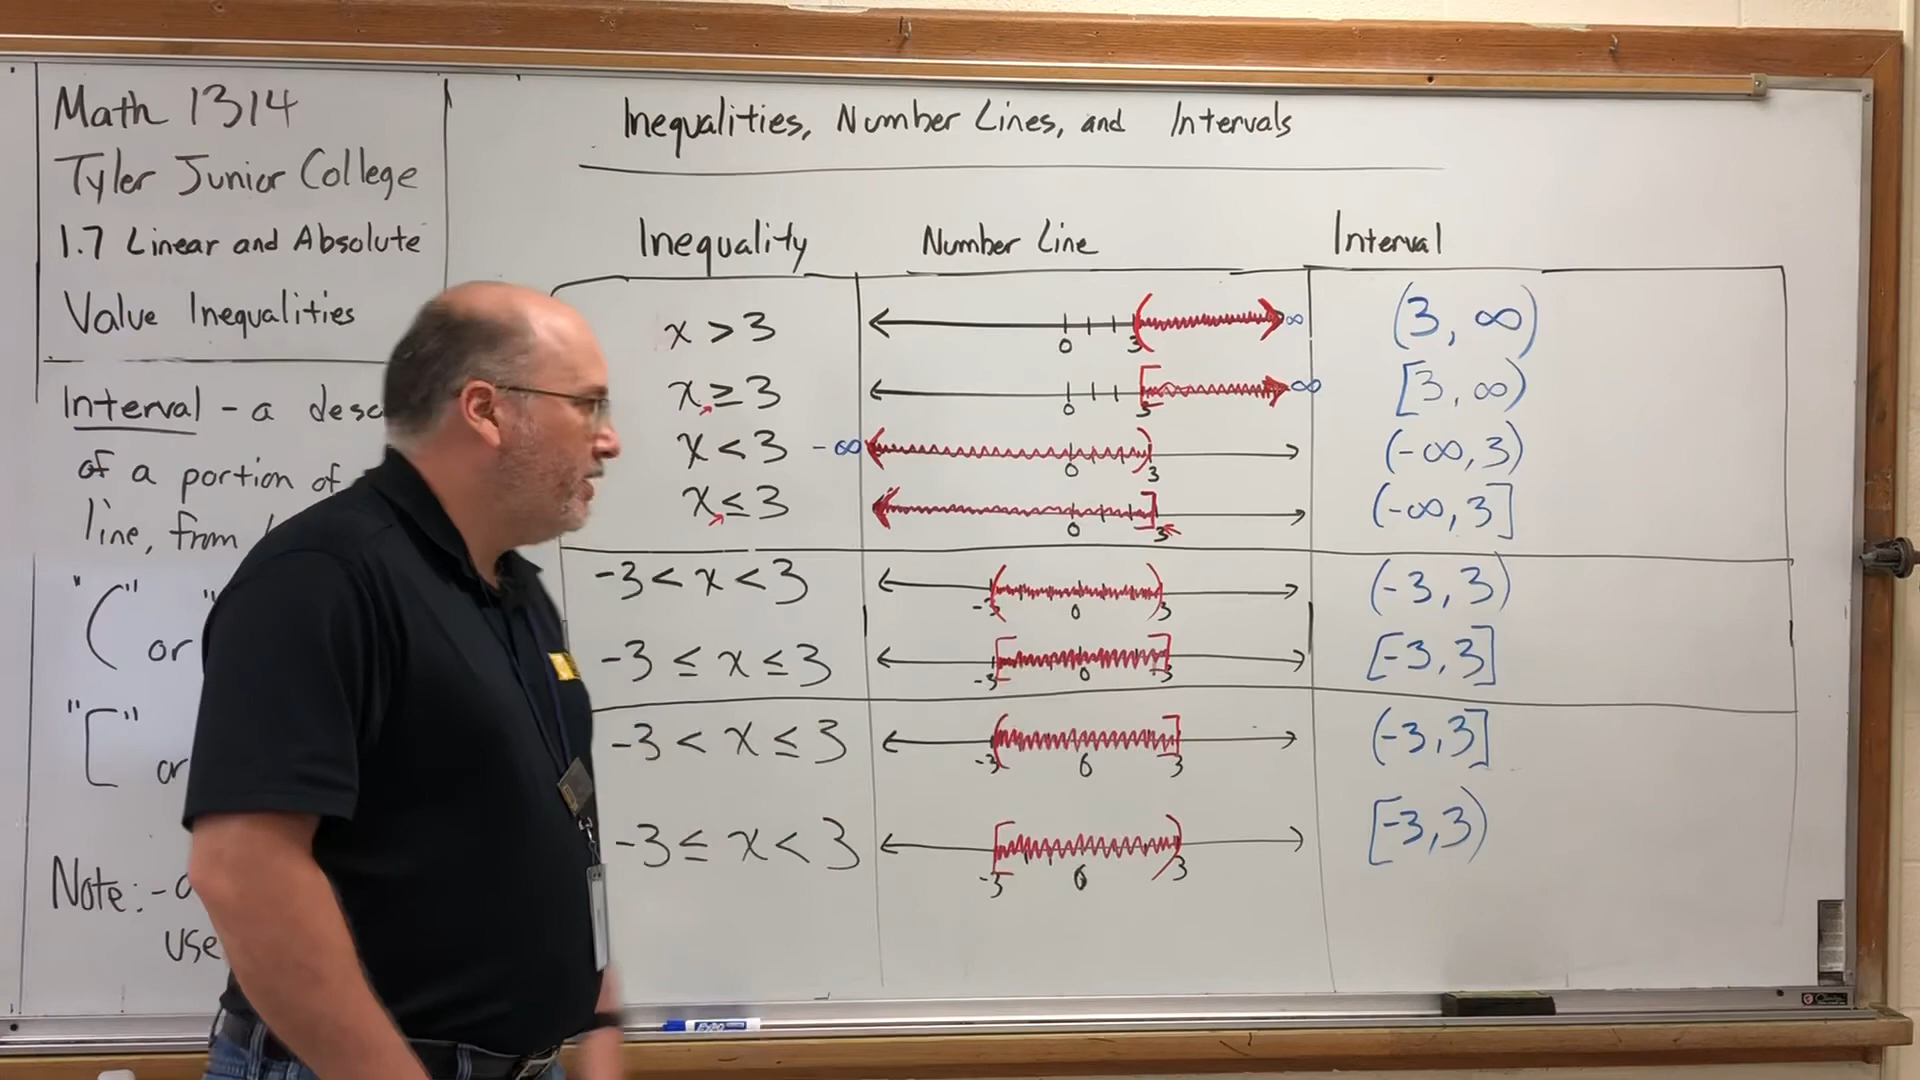 Math 1314
Tyler Junior College
1.7 Linear and Absolute
Value Inequalities
Interval - a desc
of a portion of
line, from
"(" "
or
"["
or
Note: -
use
Inequalities, Number Lines, and Intervals
Inequality Number Line Interval
x > 3 0 3 ∞ (3, ∞)
x ≥ 3 0 3 ∞ [3, ∞)
x < 3 -∞ 0 3 (-∞, 3)
x ≤ 3 0 3 (-∞, 3]
-3 < x < 3 -3 0 3 (-3, 3)
-3 ≤ x ≤ 3 -3 0 3 [-3, 3]
-3 < x ≤ 3 -3 0 3 (-3, 3]
-3 ≤ x < 3 -3 0 3 [-3, 3)
EXPO